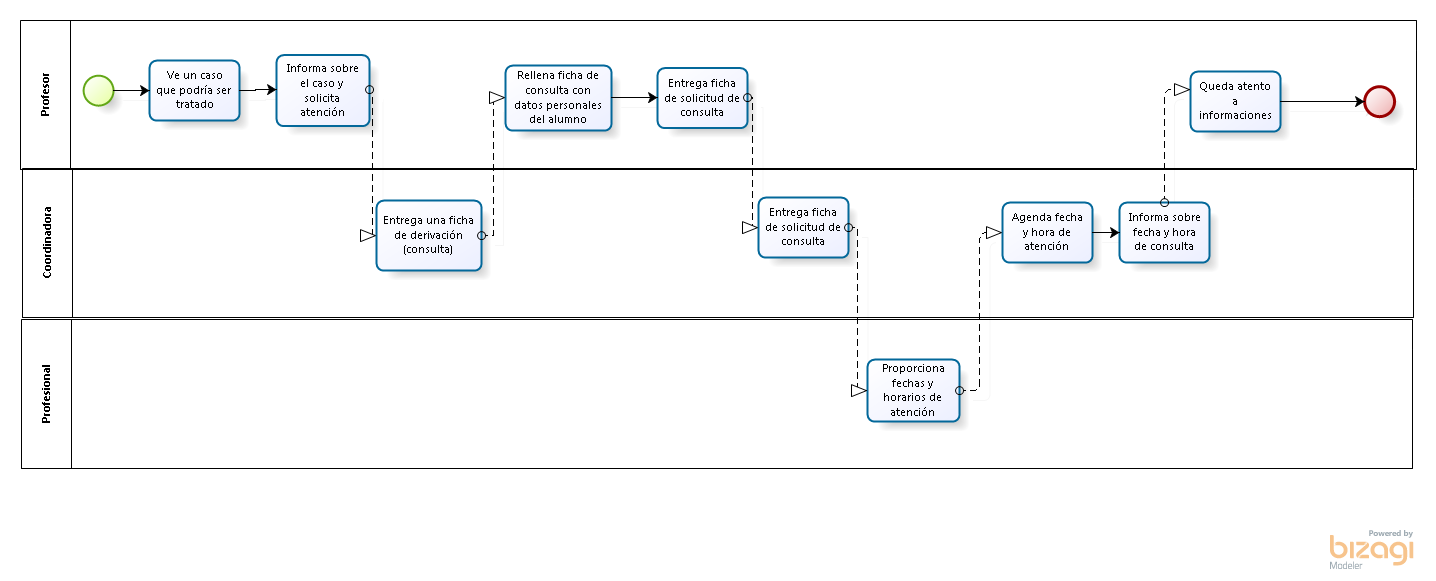 Profesor
Ve un caso
que podría ser
tratado
Informa sobre
el caso y
solicita
atención
Rellena ficha de
consulta con
datos personales
del alumno
Entrega ficha
de solicitud de
consulta
Queda atento
a
informaciones
Coordinadora
Entrega una ficha
de derivación
(consulta)
Entrega ficha
de solicitud de
consulta
Agenda fecha
y hora de
atención
Informa sobre
fecha y hora
de consulta
Profesional
Proporciona
fechas y
horarios de
atención
Powered by
bizagi
Modeler